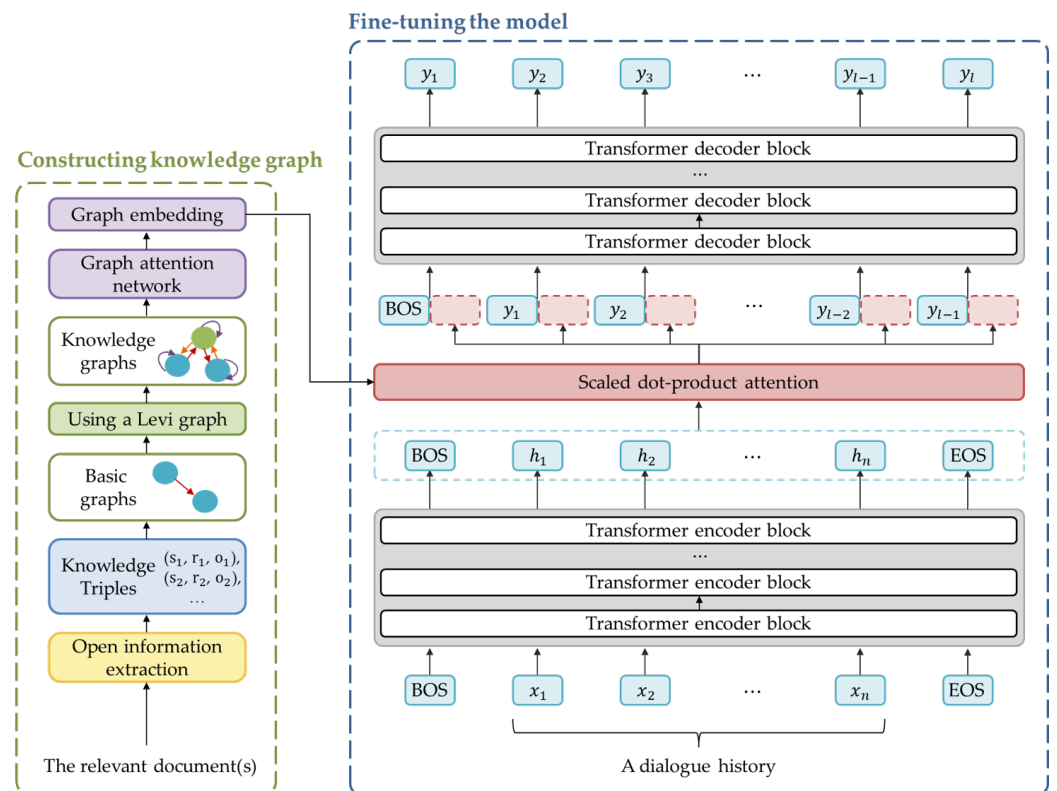 Fine-tuning the model
y₁ y₂ y₃ ... yₗ₋₁ yₗ
Transformer decoder block
...
Transformer decoder block
Transformer decoder block
BOS y₁ y₂ ... yₗ₋₂ yₗ₋₁
Scaled dot-product attention
BOS h₁ h₂ ... hₙ EOS
Transformer encoder block
...
Transformer encoder block
Transformer encoder block
BOS x₁ x₂ ... xₙ EOS
A dialogue history
Constructing knowledge graph
Graph embedding
Graph attention
network
Knowledge
graphs
Using a Levi graph
Basic
graphs
Knowledge
Triples
(s₁, r₁, o₁),
(s₂, r₂, o₂),
...
Open information
extraction
The relevant document(s)